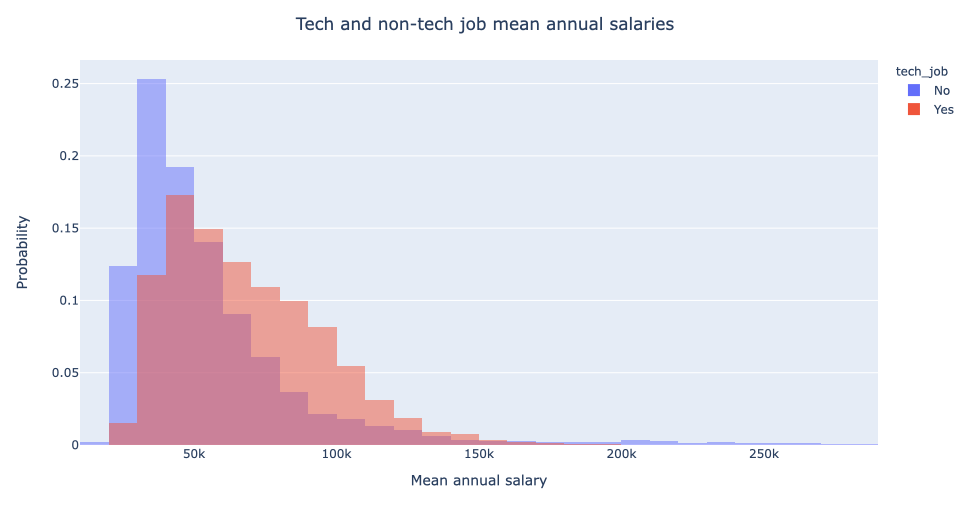 Tech and non-tech job mean annual salaries
tech_job
No
Yes
Probability
0.25
0.2
0.15
0.1
0.05
0
50k
100k
150k
200k
250k
Mean annual salary